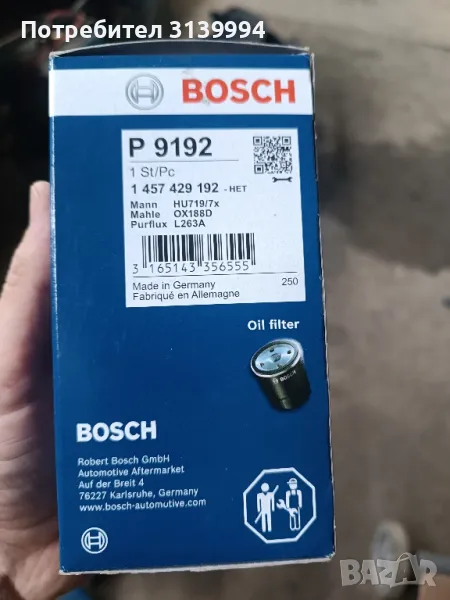 Потребител 3139994
BOSCH
P 9192
1 St/Pc
1 457 429 192 - HET
Mann HU719/7x
Mahle OX188D
Purflux L263A
3 165143 356555
Made in Germany
Fabriqué en Allemagne
250
Oil filter
BOSCH
BOSCH
Robert Bosch GmbH
Automotive Aftermarket
Auf der Breit 4
76227 Karlsruhe, Germany
www.bosch-automotive.com
BAZAR